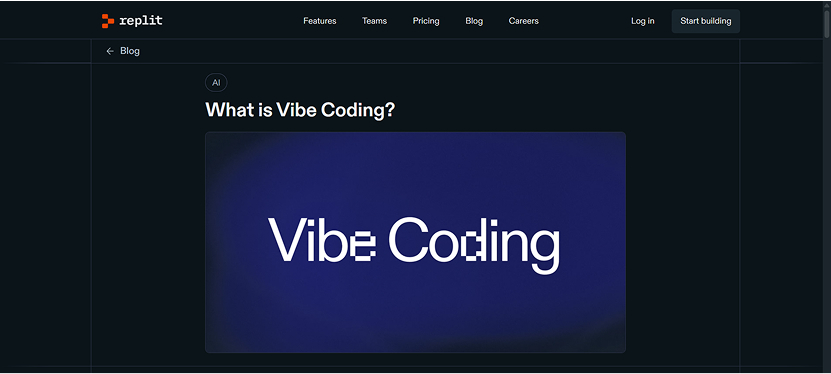 replit
Features Teams Pricing Blog Careers Log in Start building
← Blog
AI
What is Vibe Coding?
Vibe Coding